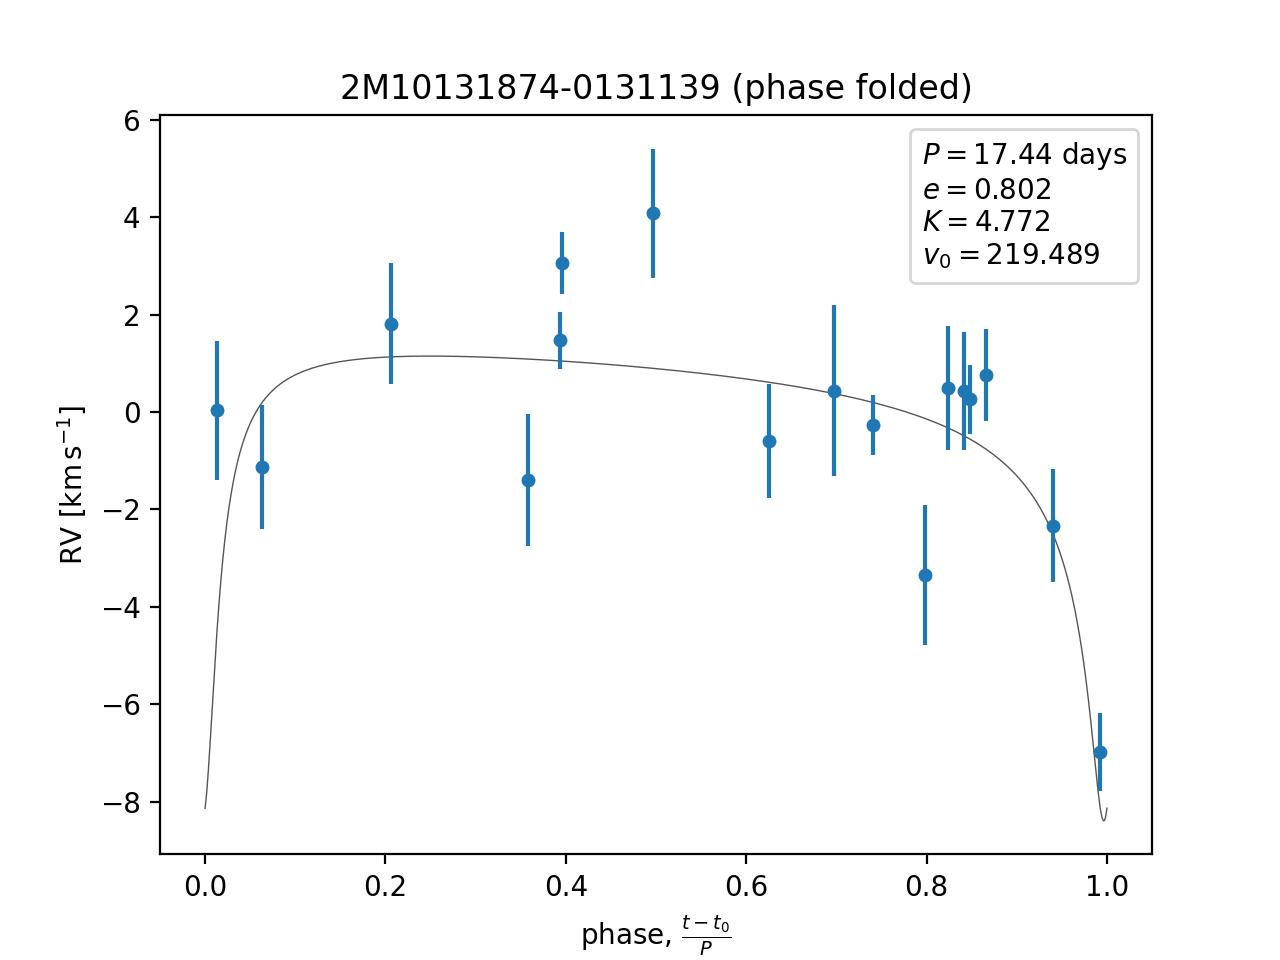 2M10131874-0131139 (phase folded)
P = 17.44 days
e = 0.802
K = 4.772
v₀ = 219.489
RV [km s⁻¹]
6
4
2
0
−2
−4
−6
−8
0.0 0.2 0.4 0.6 0.8 1.0
phase, (t − t₀)/P